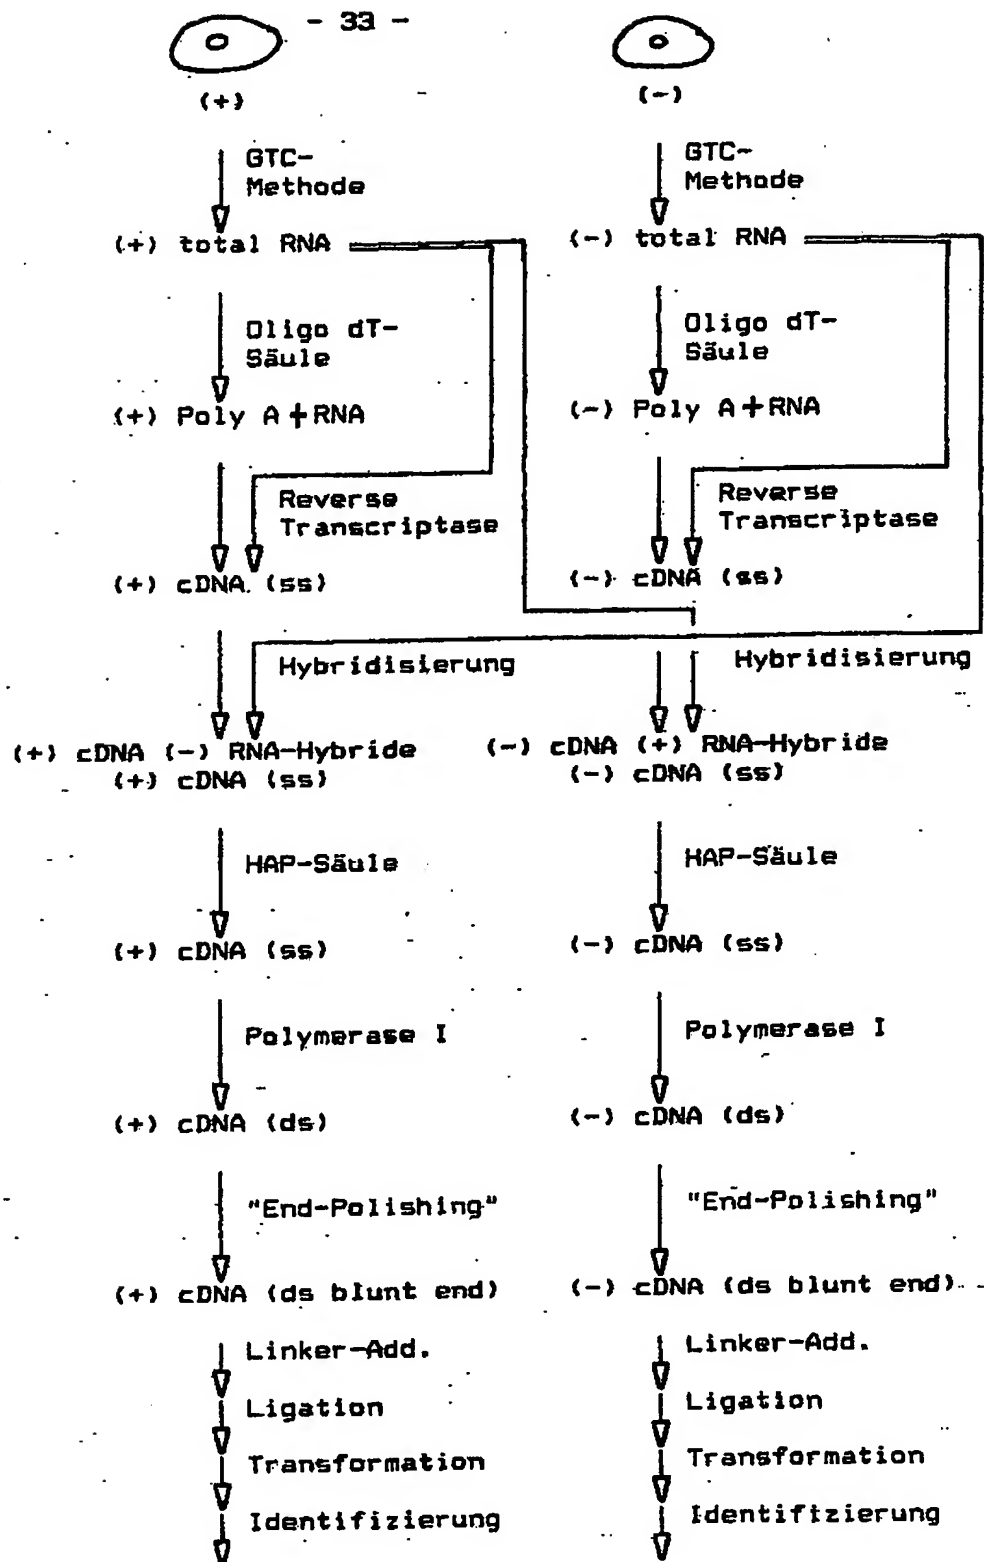 - 33 -
(+)
GTC-
Methode
(+) total RNA
Oligo dT-
Säule
(+) Poly A+RNA
Reverse
Transcriptase
(+) cDNA (ss)
Hybridisierung
(+) cDNA (-) RNA-Hybride
(+) cDNA (ss)
HAP-Säule
(+) cDNA (ss)
Polymerase I
(+) cDNA (ds)
"End-Polishing"
(+) cDNA (ds blunt end)
Linker-Add.
Ligation
Transformation
Identifizierung
(-)
GTC-
Methode
(-) total RNA
Oligo dT-
Säule
(-) Poly A+RNA
Reverse
Transcriptase
(-) cDNA (ss)
Hybridisierung
(-) cDNA (+) RNA-Hybride
(-) cDNA (ss)
HAP-Säule
(-) cDNA (ss)
Polymerase I
(-) cDNA (ds)
"End-Polishing"
(-) cDNA (ds blunt end)
Linker-Add.
Ligation
Transformation
Identifizierung